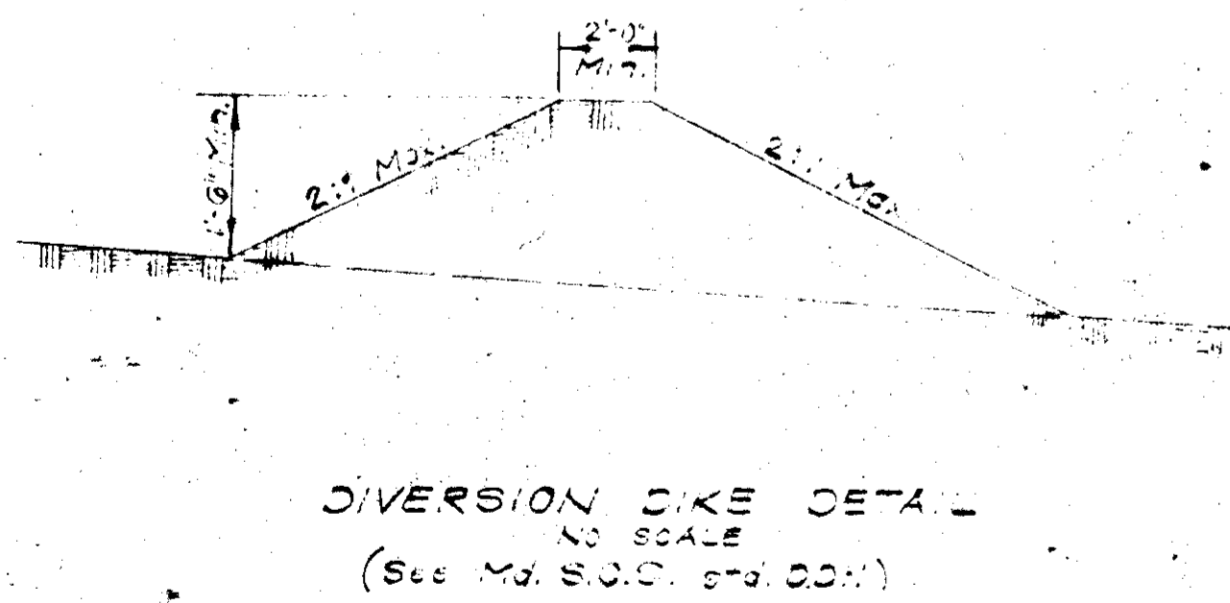 2'-0"
Min.
1'-6" Min.
2:1 Max.
2:1 Max.
DIVERSION DIKE DETAIL
NO SCALE
(See Md. S.C.S. std.